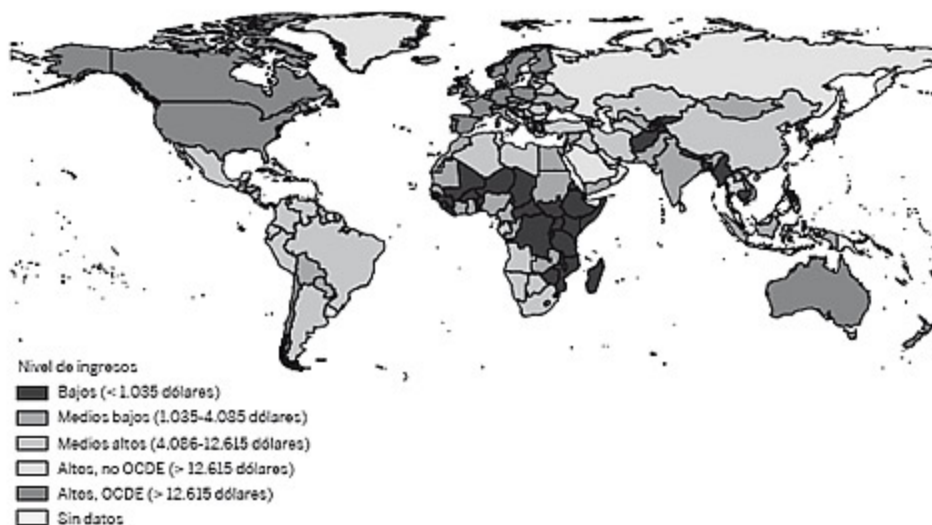 Nivel de ingresos
Bajos (< 1.035 dólares)
Medios bajos (1.035-4.085 dólares)
Medios altos (4.086-12.615 dólares)
Altos, no OCDE (> 12.615 dólares)
Altos, OCDE (> 12.615 dólares)
Sin datos